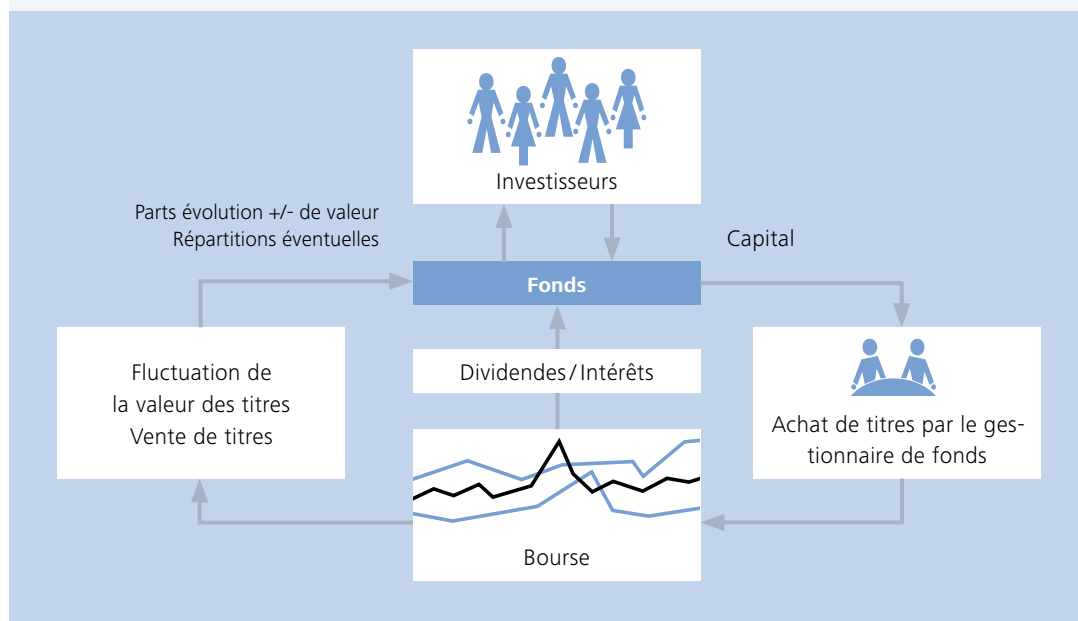 Investisseurs
Parts évolution +/- de valeur
Répartitions éventuelles
Capital
Fonds
Fluctuation de
la valeur des titres
Vente de titres
Dividendes / Intérêts
Achat de titres par le ges-
tionnaire de fonds
Bourse